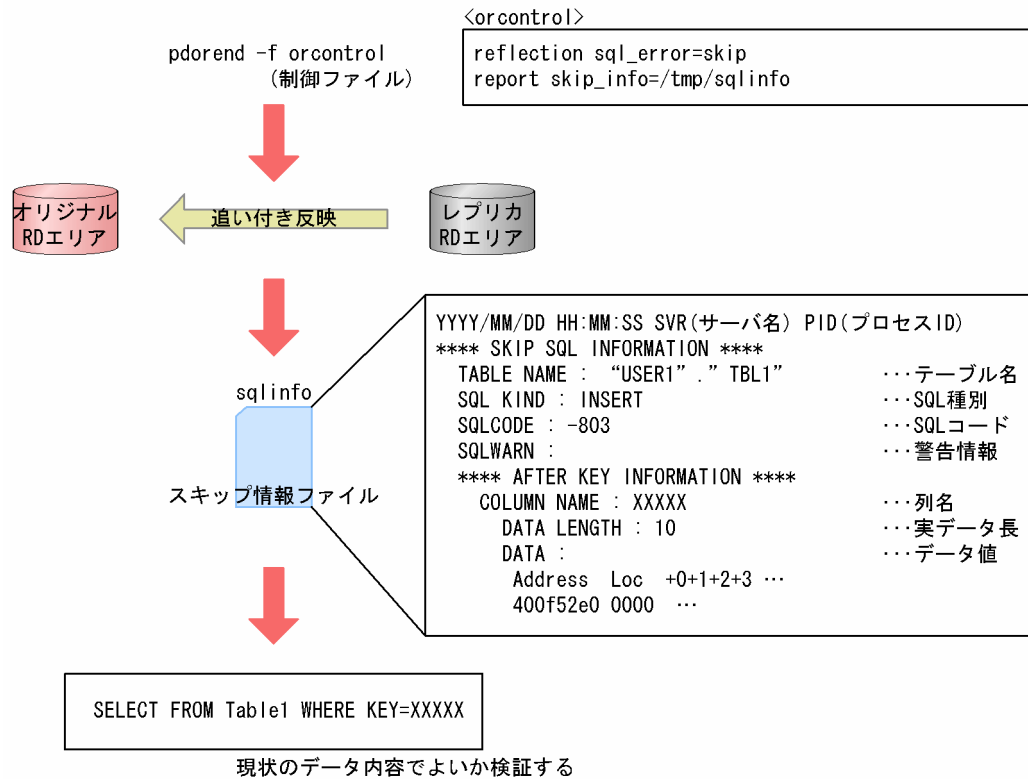 <orcontrol>
pdorend -f orcontrol
(制御ファイル)
reflection sql_error=skip
report skip_info=/tmp/sqlinfo
オリジナル
RDエリア
追い付き反映
レプリカ
RDエリア
sqlinfo
スキップ情報ファイル
YYYY/MM/DD HH:MM:SS SVR(サーバ名) PID(プロセスID)
**** SKIP SQL INFORMATION ****
TABLE NAME : “USER1”.”TBL1” ···テーブル名
SQL KIND : INSERT ···SQL種別
SQLCODE : -803 ···SQLコード
SQLWARN : ···警告情報
**** AFTER KEY INFORMATION ****
COLUMN NAME : XXXXX ···列名
DATA LENGTH : 10 ···実データ長
DATA : ···データ値
Address Loc +0+1+2+3 …
400f52e0 0000 …
SELECT FROM Table1 WHERE KEY=XXXXX
現状のデータ内容でよいか検証する